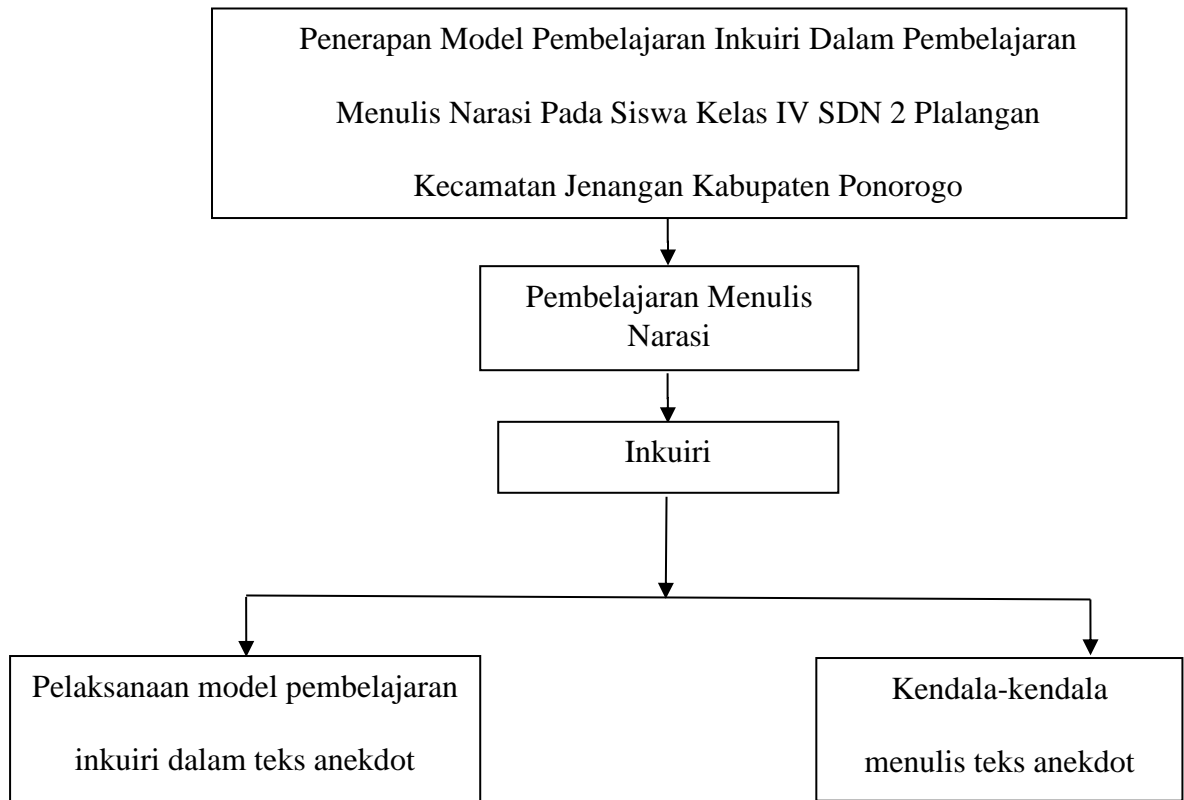 Penerapan Model Pembelajaran Inkuiri Dalam Pembelajaran
Menulis Narasi Pada Siswa Kelas IV SDN 2 Plalangan
Kecamatan Jenangan Kabupaten Ponorogo
Pembelajaran Menulis
Narasi
Inkuiri
Pelaksanaan model pembelajaran
inkuiri dalam teks anekdot
Kendala-kendala
menulis teks anekdot